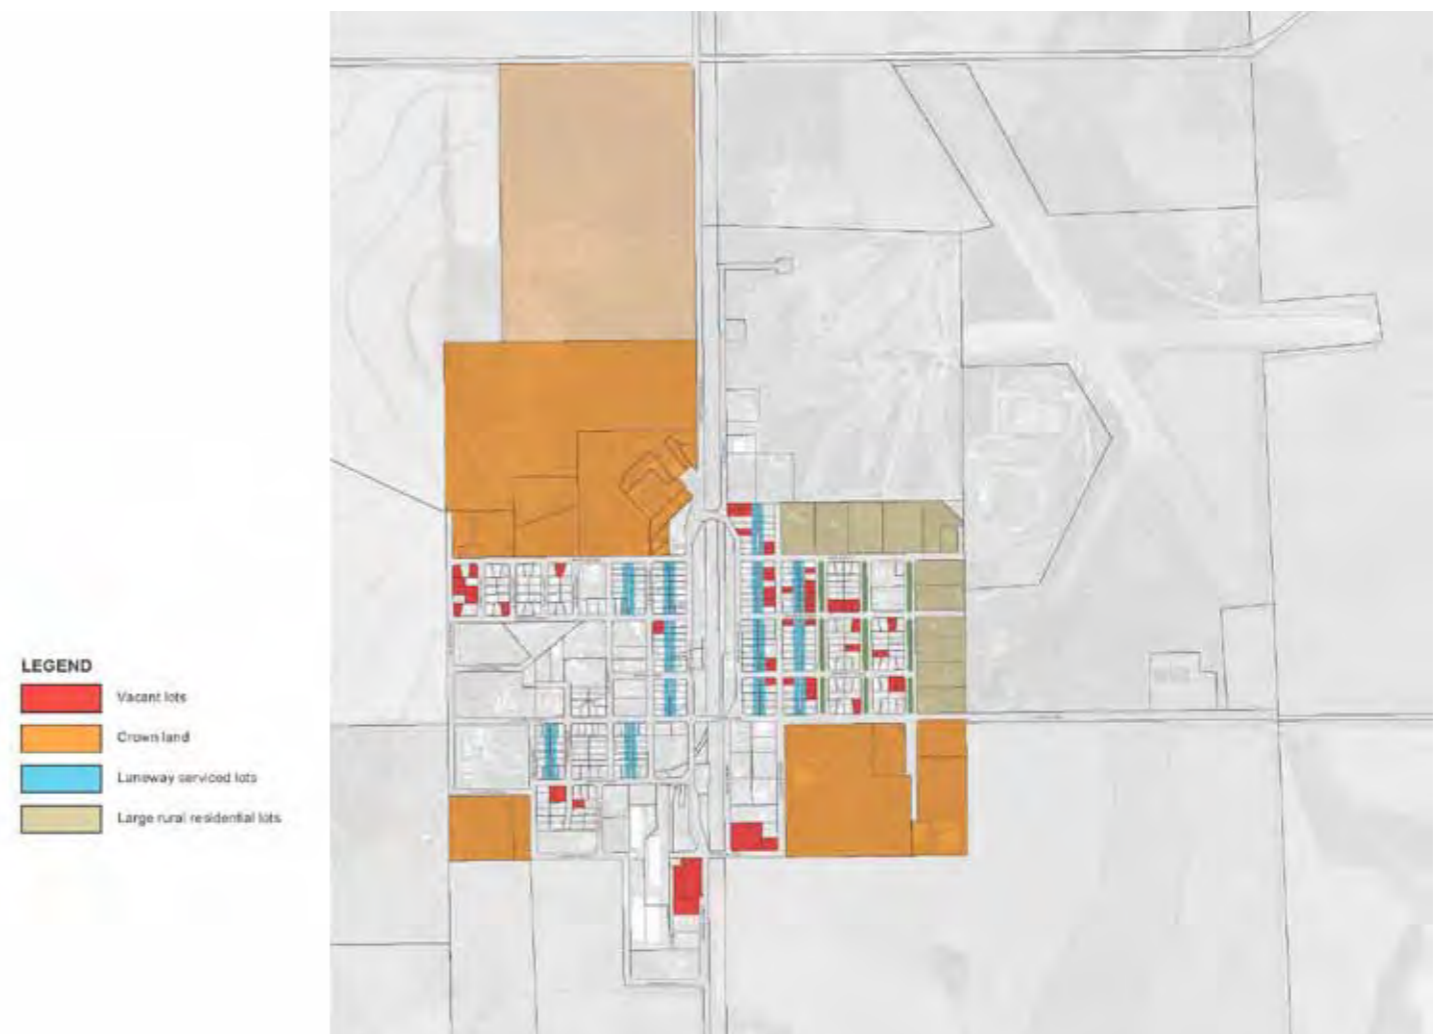 LEGEND
Vacant lots
Crown land
Laneway serviced lots
Large rural residential lots